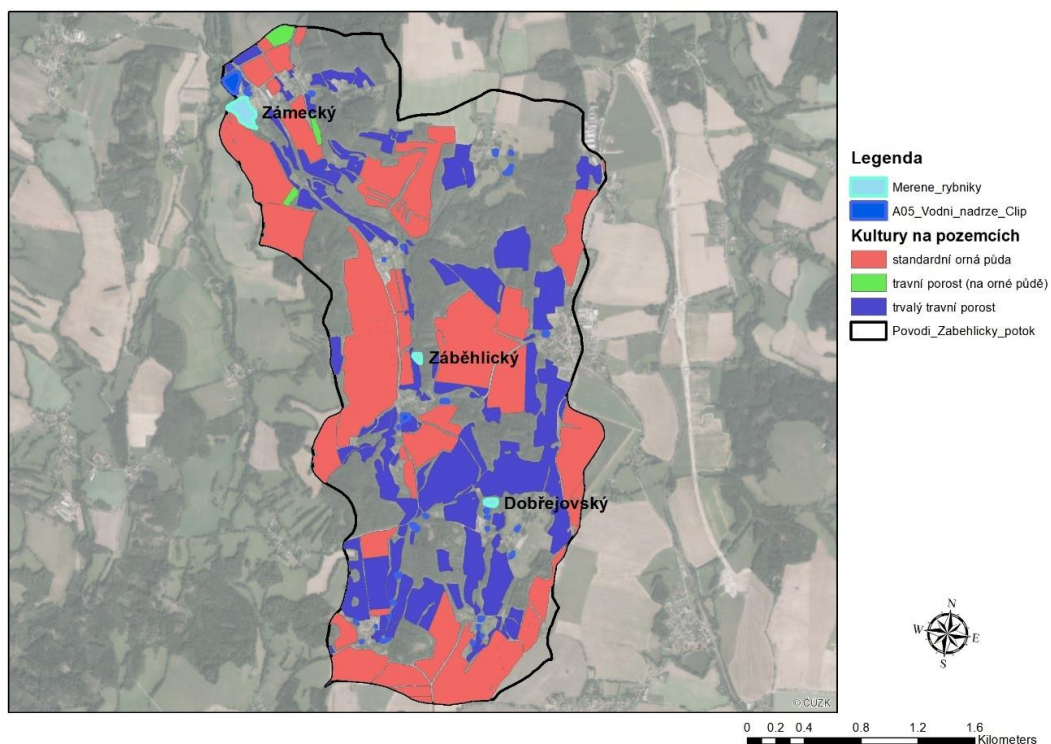 Zámecký
Záběhlický
Dobřejovský
© ČÚZK
Legenda
Merene_rybniky
A05_Vodni_nadrze_Clip
Kultury na pozemcích
standardní orná půda
travní porost (na orné půdě)
trvalý travní porost
Povodi_Zabehlicky_potok
N
W E
S
0 0.2 0.4 0.8 1.2 1.6
Kilometers